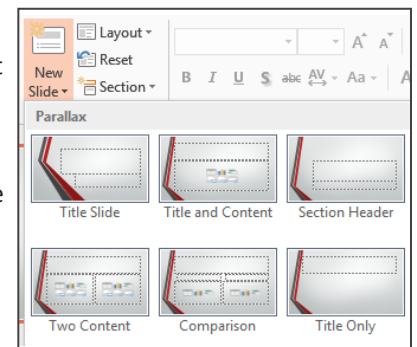 Layout
Reset
New
Slide
Section
B I U S abc AV Aa A
A A
Parallax
Title Slide
Title and Content
Section Header
Two Content
Comparison
Title Only
t
e